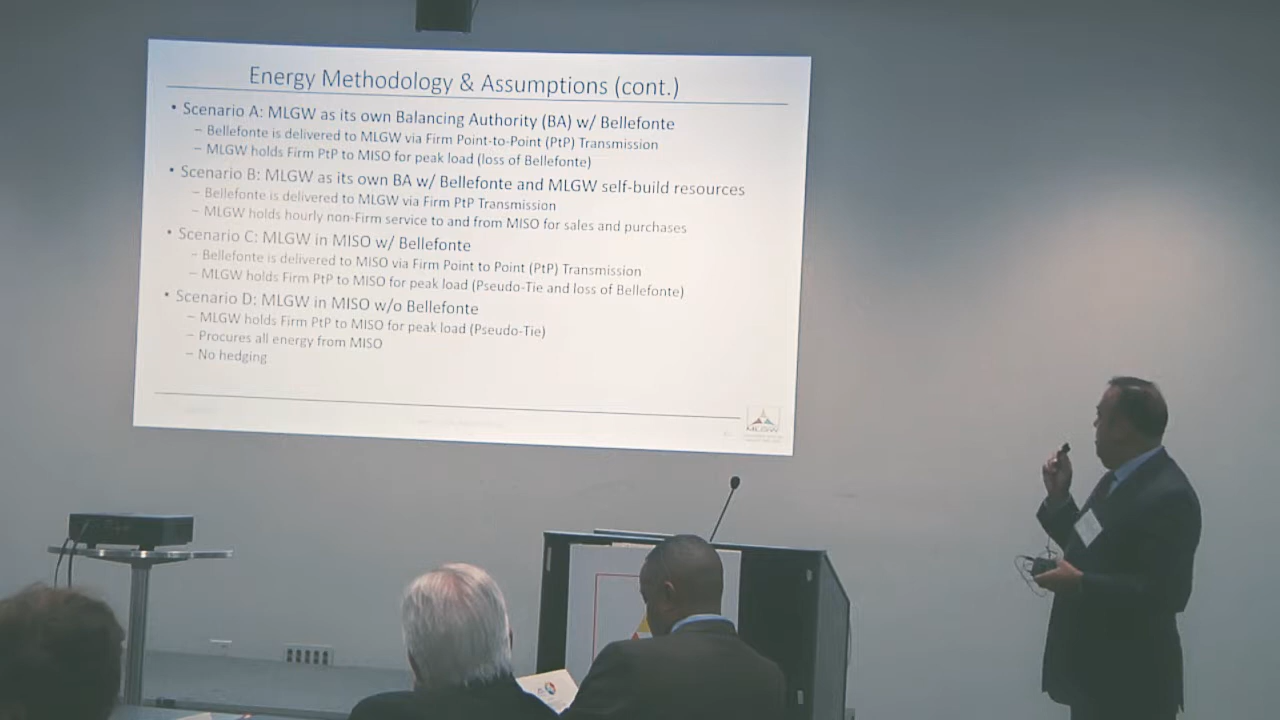 Energy Methodology & Assumptions (cont.)
• Scenario A: MLGW as its own Balancing Authority (BA) w/ Bellefonte
– Bellefonte is delivered to MLGW via Firm Point-to-Point (PtP) Transmission
– MLGW holds Firm PtP to MISO for peak load (loss of Bellefonte)
• Scenario B: MLGW as its own BA w/ Bellefonte and MLGW self-build resources
– Bellefonte is delivered to MLGW via Firm PtP Transmission
– MLGW holds hourly non-Firm service to and from MISO for sales and purchases
• Scenario C: MLGW in MISO w/ Bellefonte
– Bellefonte is delivered to MISO via Firm Point to Point (PtP) Transmission
– MLGW holds Firm PtP to MISO for peak load (Pseudo-Tie and loss of Bellefonte)
• Scenario D: MLGW in MISO w/o Bellefonte
– MLGW holds Firm PtP to MISO for peak load (Pseudo-Tie)
– Procures all energy from MISO
– No hedging
MLGW